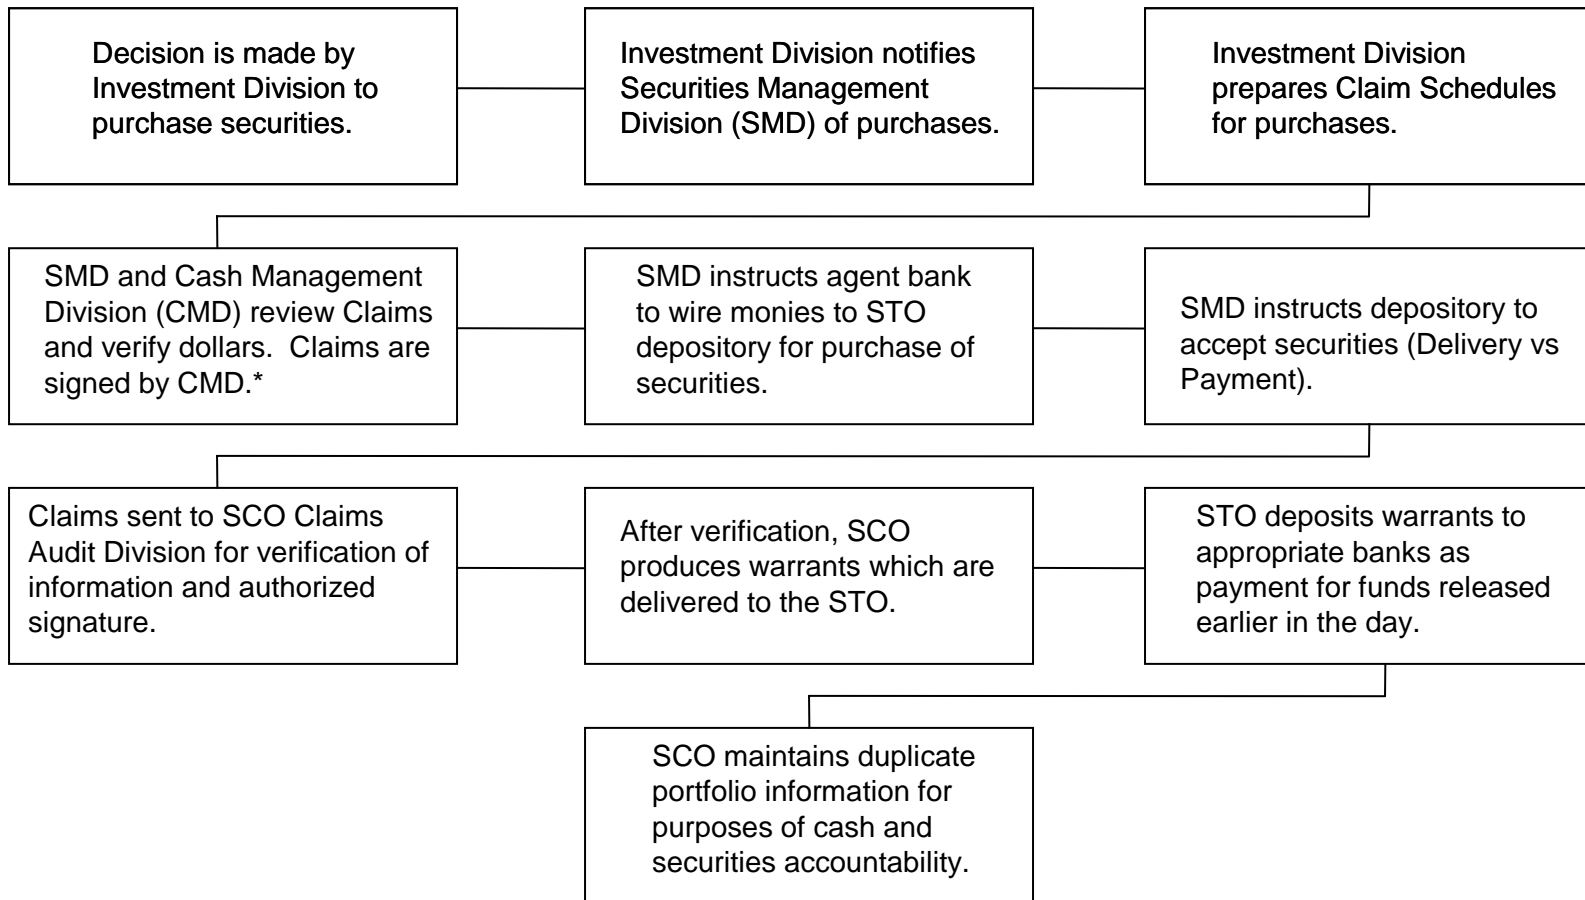 Decision is made by
Investment Division to
purchase securities.
Investment Division notifies
Securities Management
Division (SMD) of purchases.
Investment Division
prepares Claim Schedules
for purchases.
SMD and Cash Management
Division (CMD) review Claims
and verify dollars.  Claims are
signed by CMD.*
SMD instructs agent bank
to wire monies to STO
depository for purchase of
securities.
SMD instructs depository to
accept securities (Delivery vs
Payment).
Claims sent to SCO Claims
Audit Division for verification of
information and authorized
signature.
After verification, SCO
produces warrants which are
delivered to the STO.
STO deposits warrants to
appropriate banks as
payment for funds released
earlier in the day.
SCO maintains duplicate
portfolio information for
purposes of cash and
securities accountability.